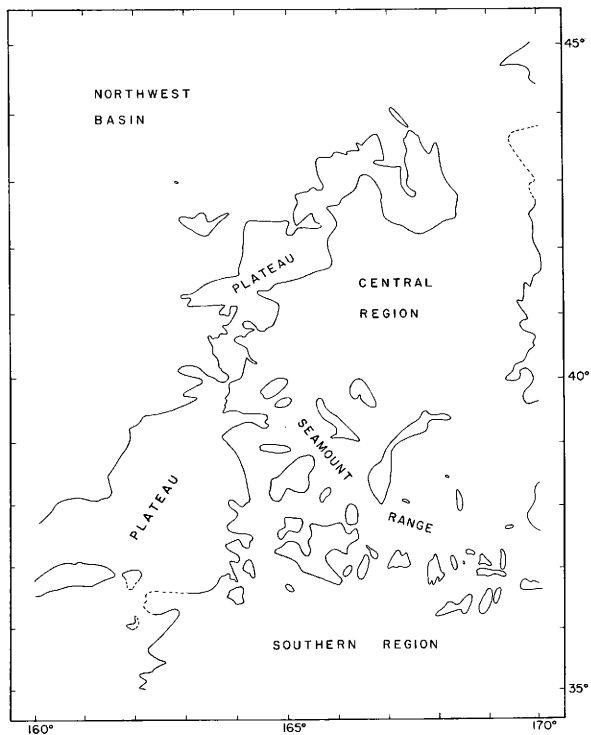 45°
NORTHWEST
BASIN
PLATEAU
CENTRAL
REGION
40°
SEAMOUNT
PLATEAU
RANGE
SOUTHERN REGION
35°
160°
165°
170°